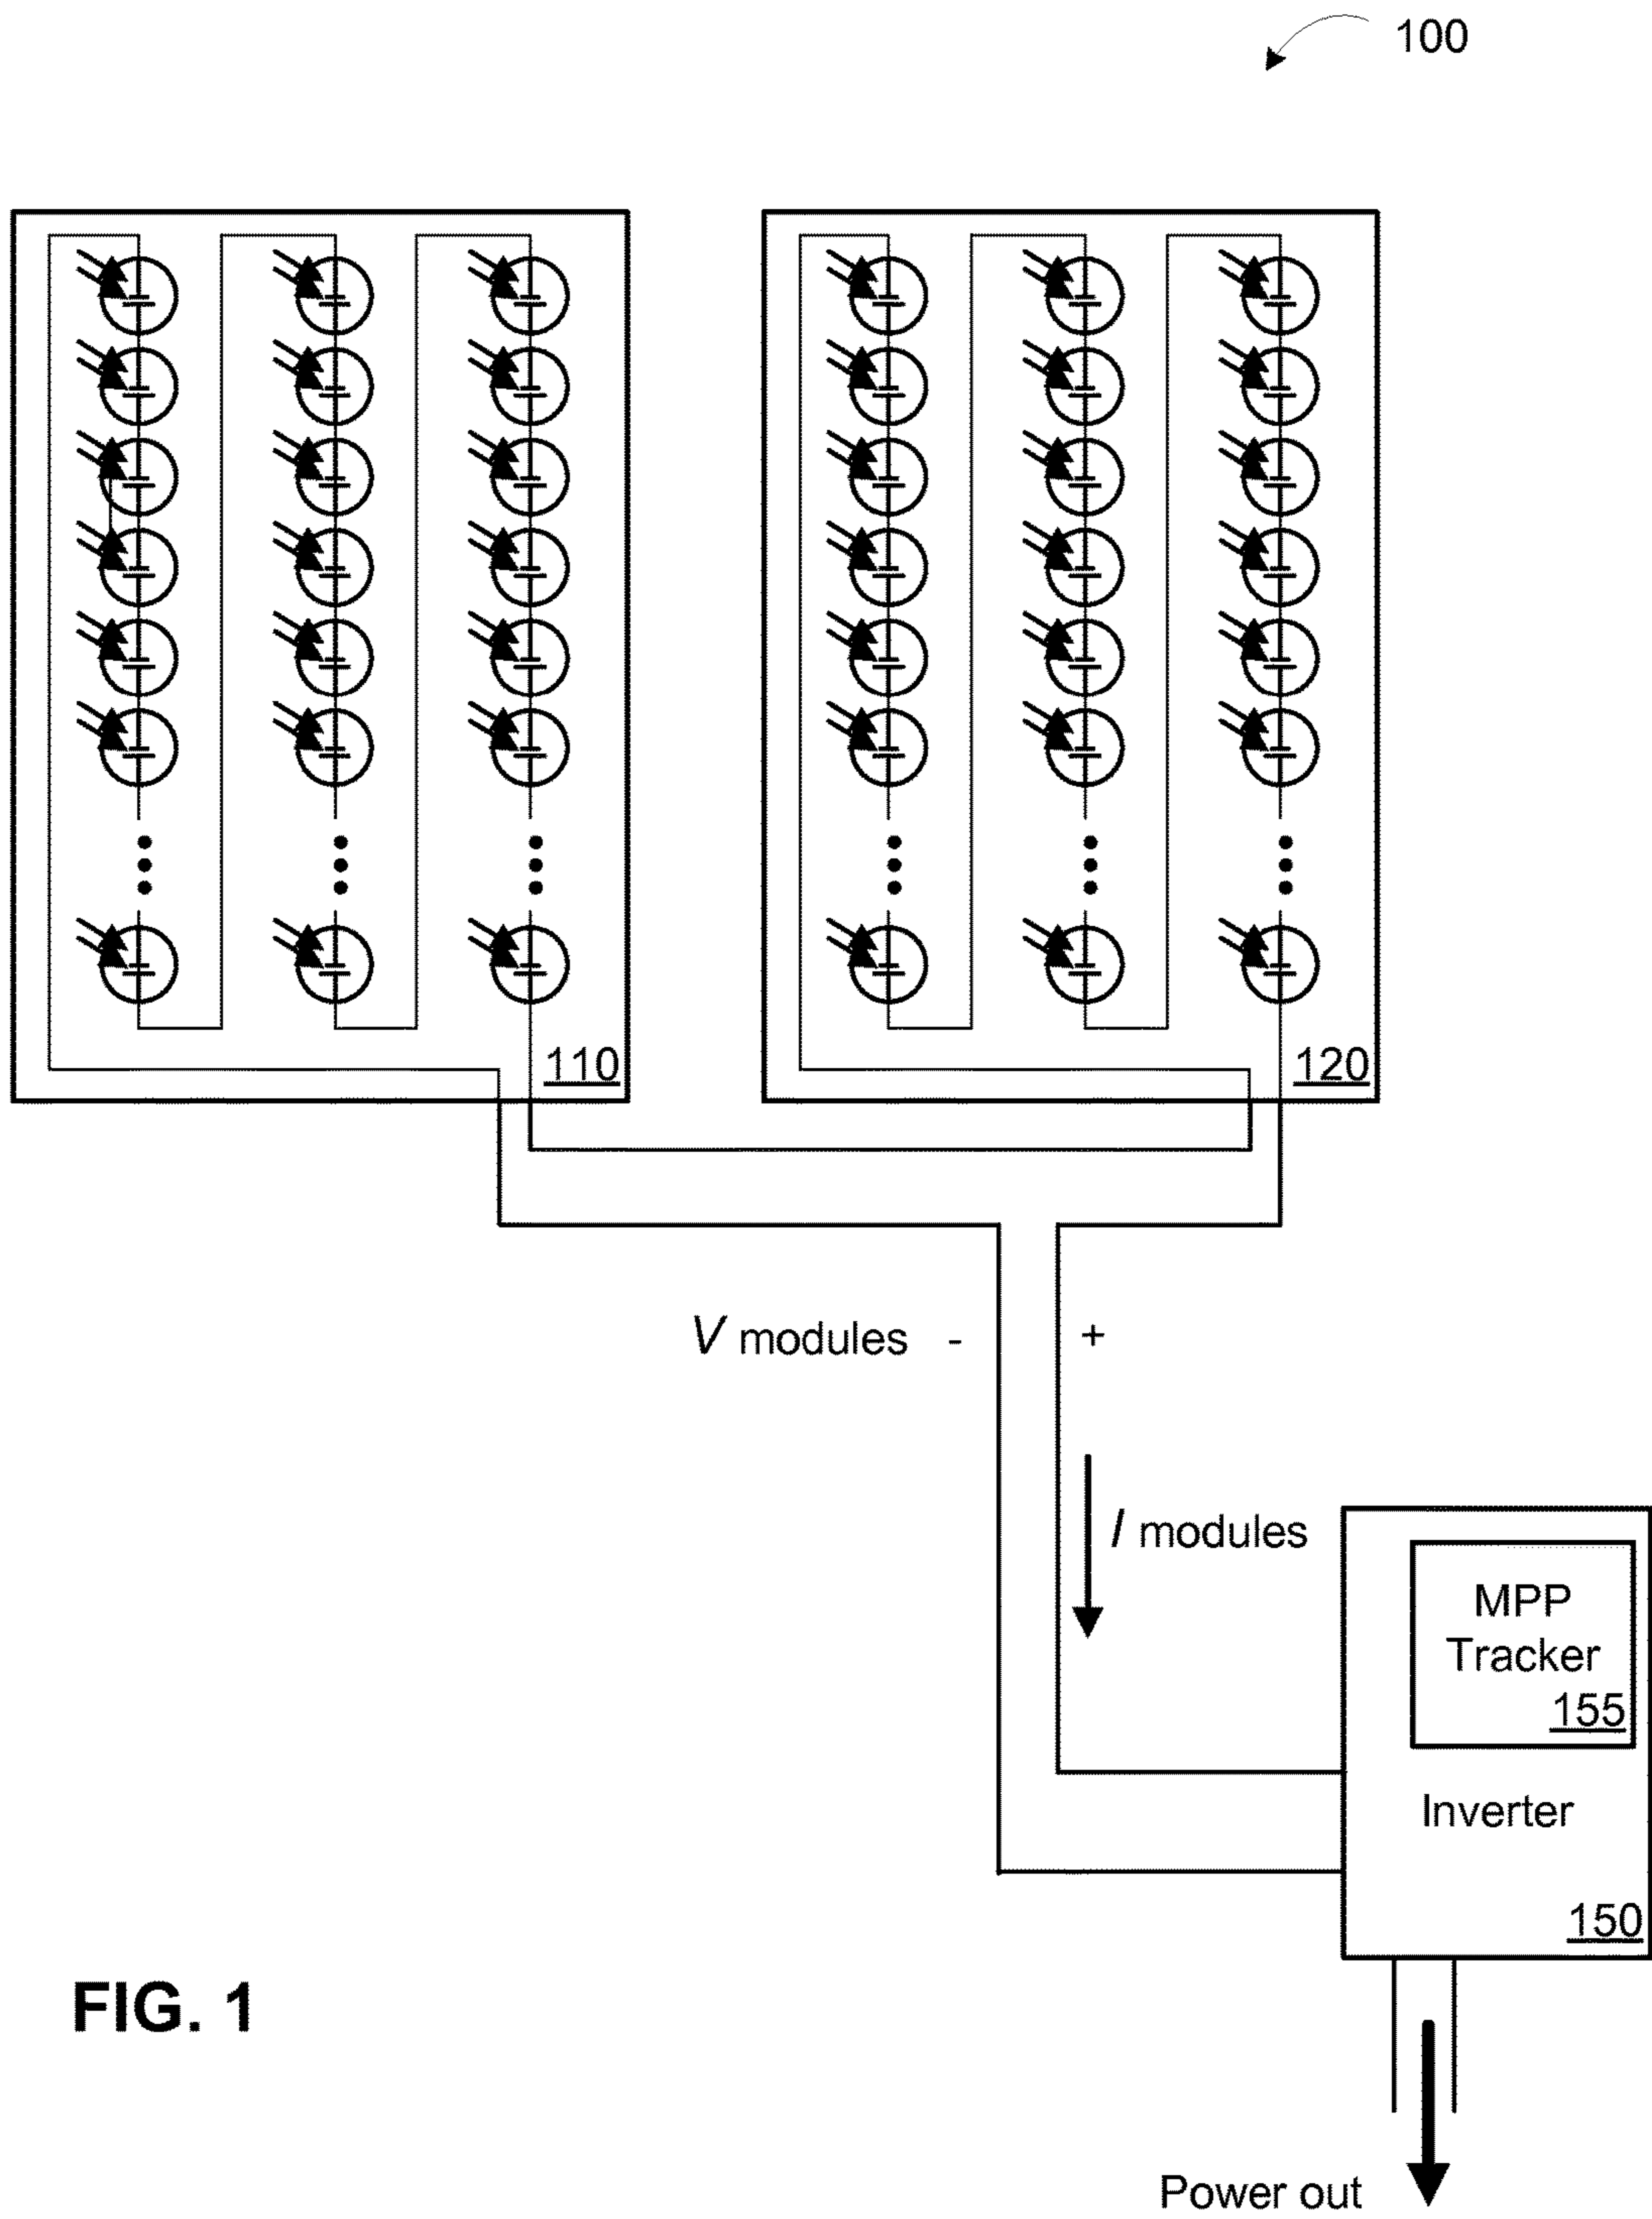 100
110
120
V modules - +
I modules
MPP
Tracker
155
Inverter
150
FIG. 1
Power out